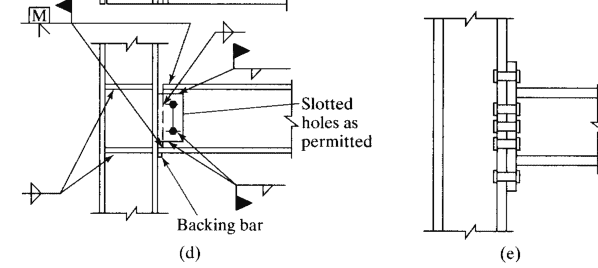 M
Slotted
holes as
permitted
Backing bar
(d)
(e)